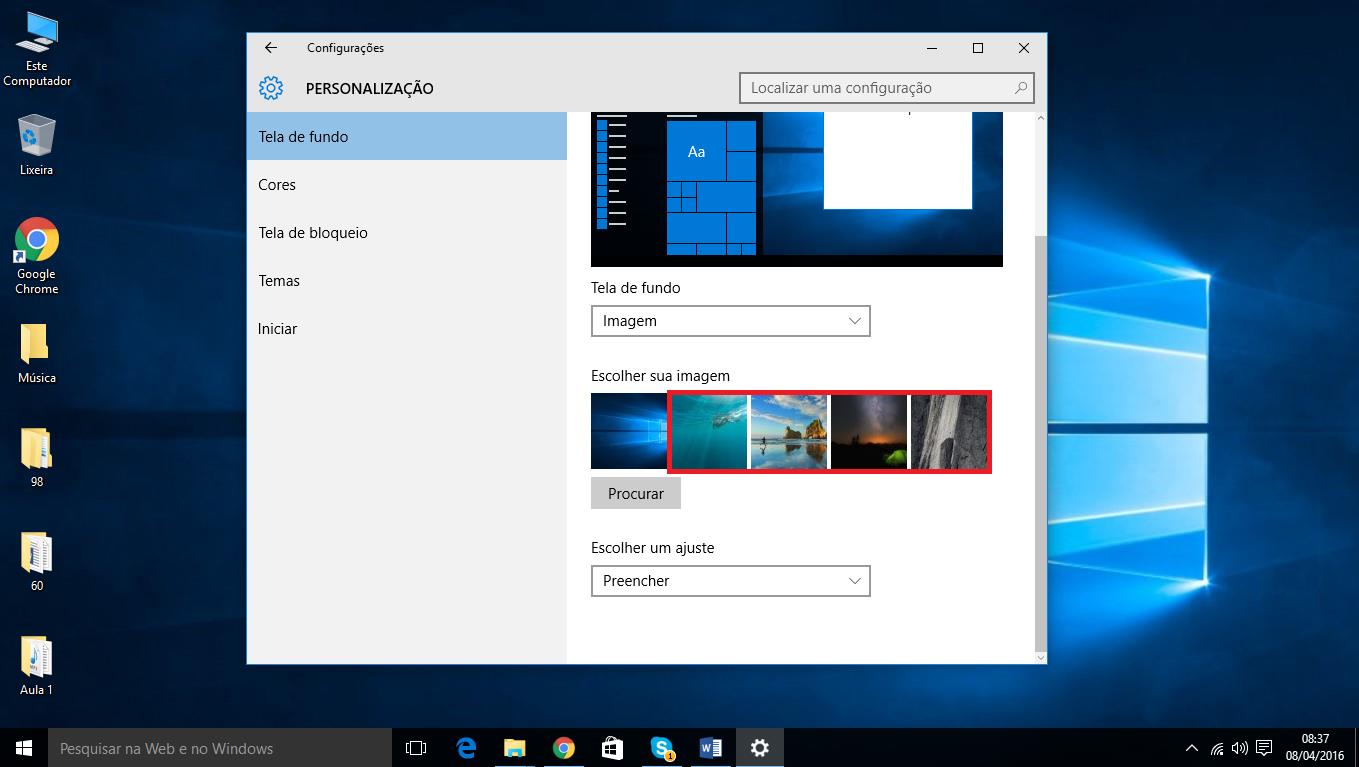 Este
Computador
Lixeira
Google
Chrome
Música
98
60
Aula 1
Configurações
PERSONALIZAÇÃO
Localizar uma configuração
Tela de fundo
Cores
Tela de bloqueio
Temas
Iniciar
Aa
Tela de fundo
Imagem
Escolher sua imagem
Procurar
Escolher um ajuste
Preencher
Pesquisar na Web e no Windows
1
08:37
08/04/2016